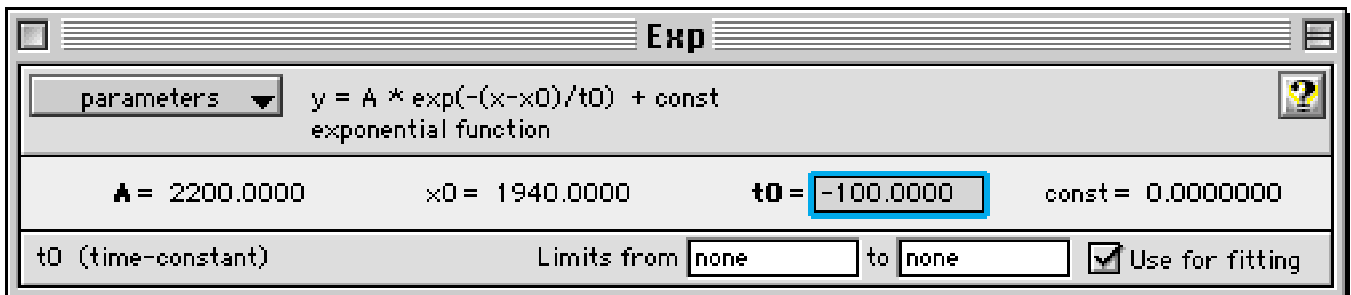 Exp
parameters
y = A * exp(-(x-x0)/t0) + const
exponential function
A = 2200.0000 x0 = 1940.0000 t0 = -100.0000 const = 0.0000000
t0 (time-constant) Limits from none to none Use for fitting